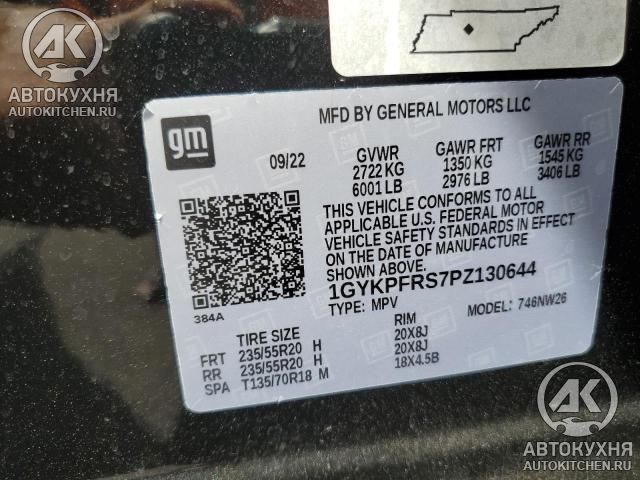 АВТОКУХНЯ
AUTOKITCHEN.RU
gm
MFD BY GENERAL MOTORS LLC
09/22
GVWR GAWR FRT GAWR RR
2722 KG 1350 KG 1545 KG
6001 LB 2976 LB 3406 LB
THIS VEHICLE CONFORMS TO ALL
APPLICABLE U.S. FEDERAL MOTOR
VEHICLE SAFETY STANDARDS IN EFFECT
ON THE DATE OF MANUFACTURE
SHOWN ABOVE.
1GYKPFRS7PZ130644
TYPE: MPV MODEL: 746NW26
384A
TIRE SIZE RIM
FRT 235/55R20 H 20X8J
RR 235/55R20 H 20X8J
SPA T135/70R18 M 18X4.5B
АК
АВТОКУХНЯ
AUTOKITCHEN.RU